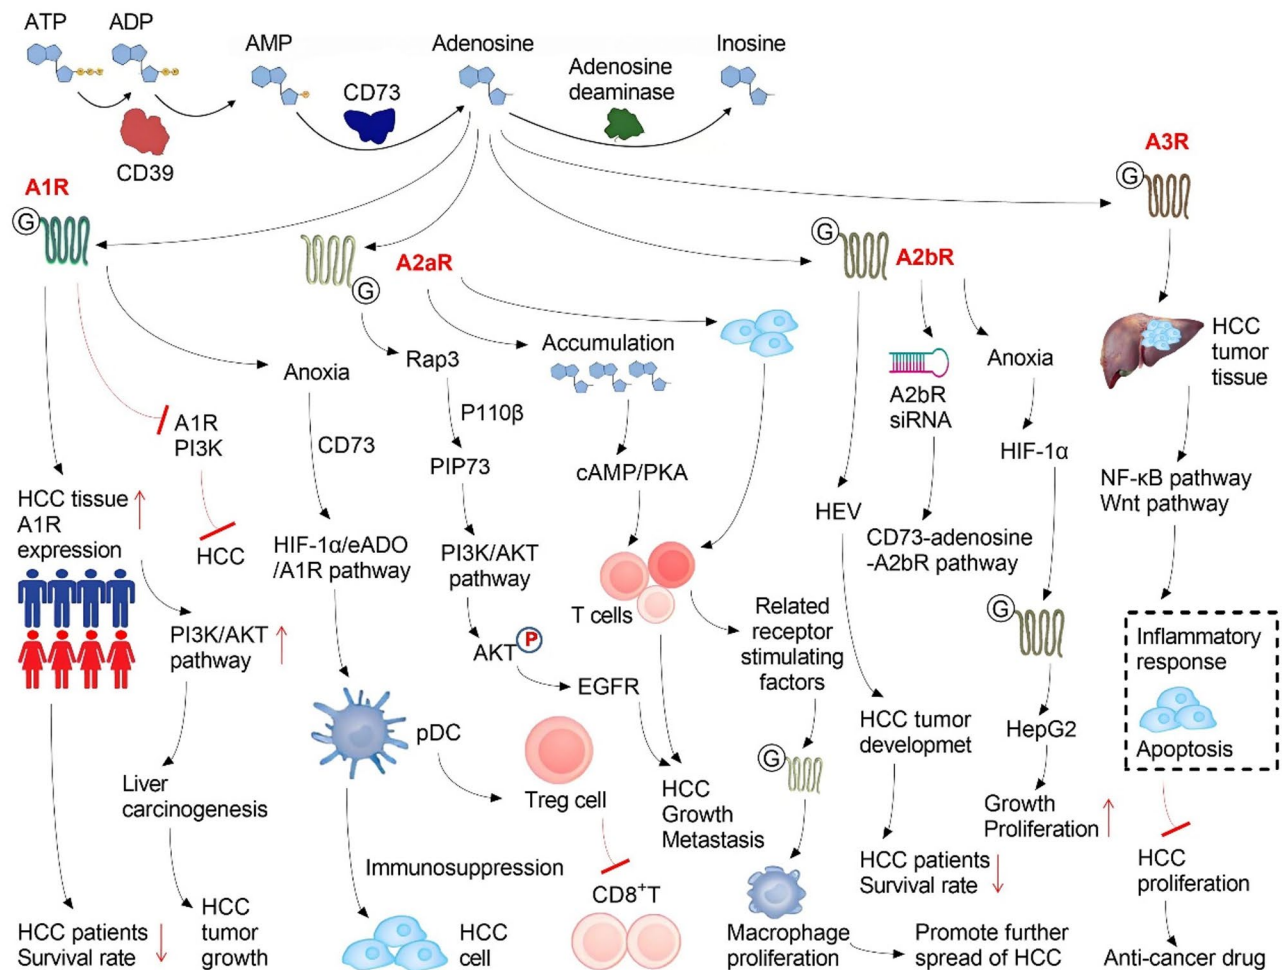 ATP
ADP
AMP
Adenosine
Inosine
CD39
CD73
Adenosine
deaminase
A1R
G
A2aR
G
A2bR
G
A3R
G
A1R
PI3K
HCC
HCC tissue
A1R
expression
PI3K/AKT
pathway
Liver
carcinogenesis
HCC
tumor
growth
HCC patients
Survival rate
Anoxia
CD73
HIF-1α/eADO
/A1R pathway
pDC
Immunosuppression
HCC
cell
Treg cell
CD8+T
Rap3
P110β
PIP73
PI3K/AKT
pathway
AKT
P
EGFR
Accumulation
cAMP/PKA
T cells
HCC
Growth
Metastasis
Related
receptor
stimulating
factors
G
Macrophage
proliferation
Promote further
spread of HCC
HEV
HCC tumor
developmet
HCC patients
Survival rate
A2bR
siRNA
CD73-adenosine
-A2bR pathway
Anoxia
HIF-1α
G
HepG2
Growth
Proliferation
HCC
tumor
tissue
NF-κB pathway
Wnt pathway
Inflammatory
response
Apoptosis
HCC
proliferation
Anti-cancer drug